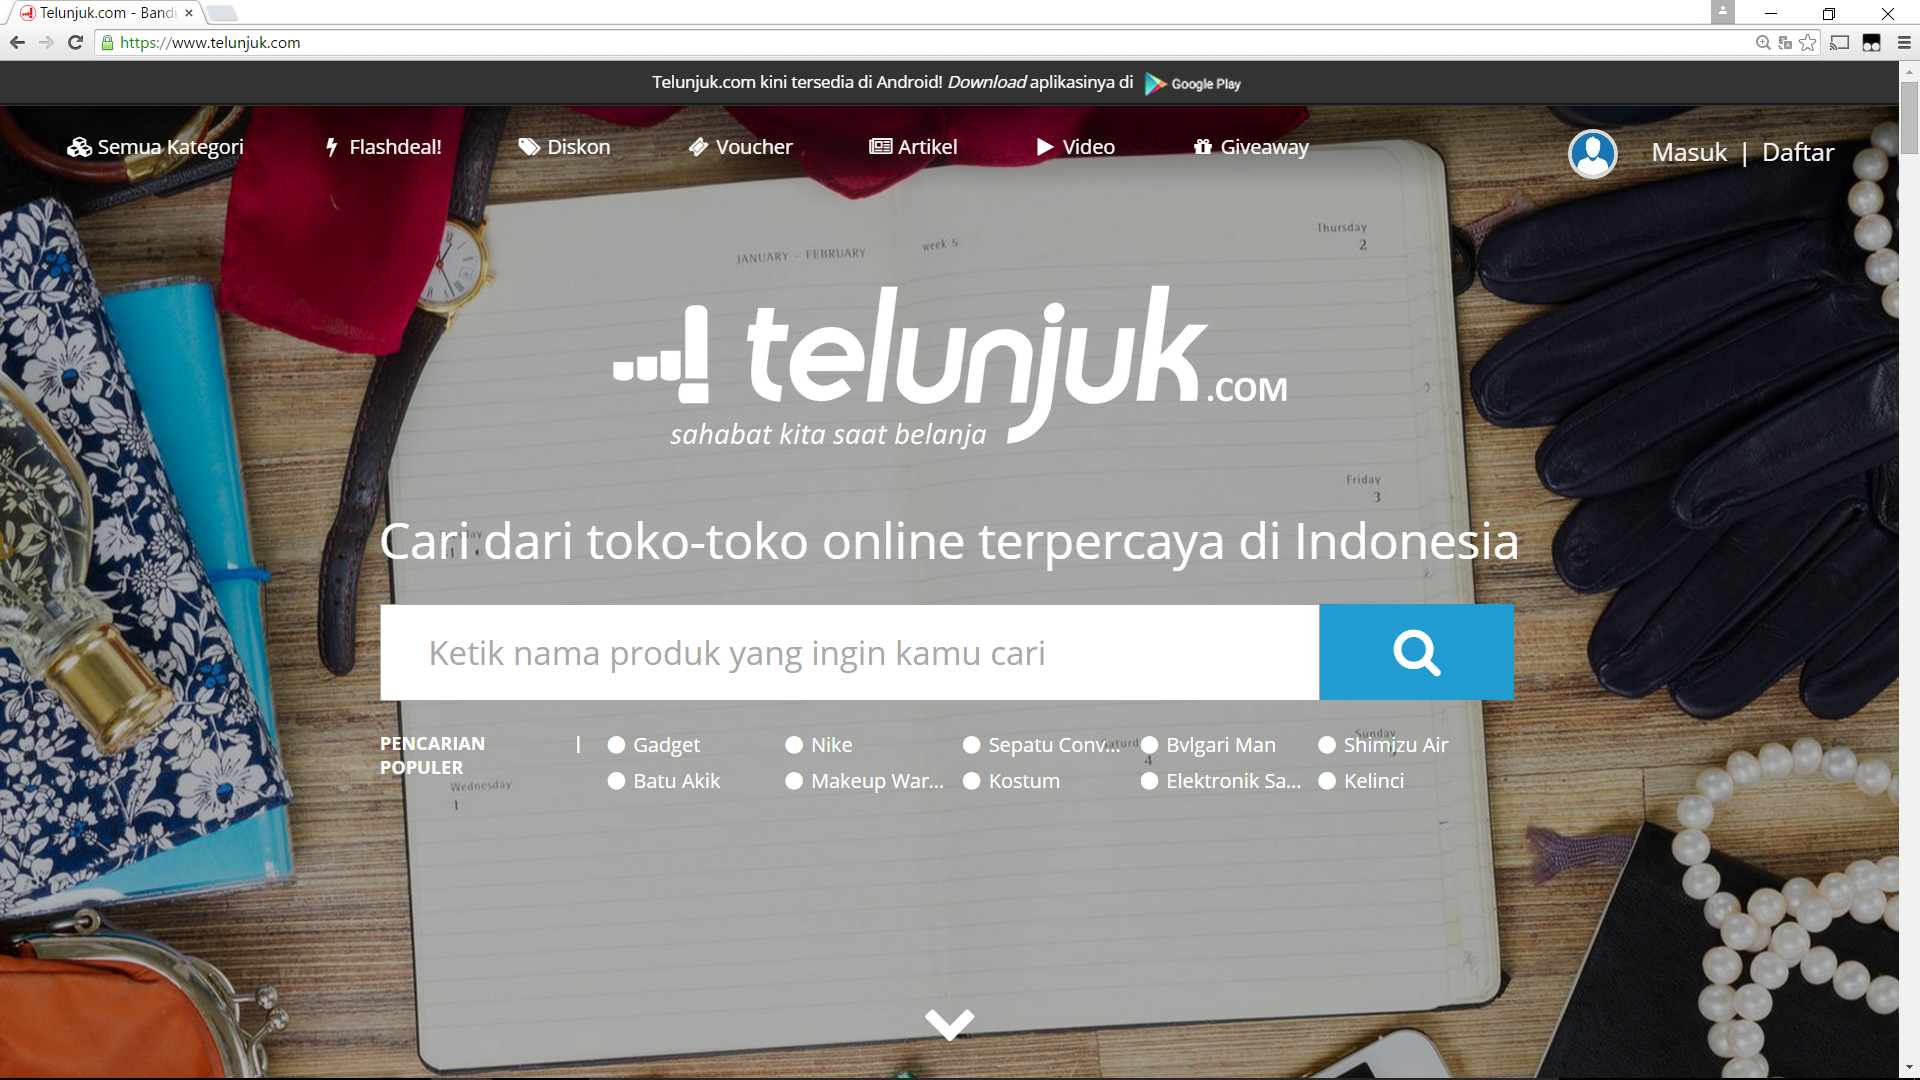 Telunjuk.com - Bandi
https://www.telunjuk.com
Telunjuk.com kini tersedia di Android! Download aplikasinya di Google Play
Semua Kategori Flashdeal! Diskon Voucher Artikel Video Giveaway
Masuk | Daftar
Thursday
2
JANUARY - FEBRUARY week 5
telunjuk.COM
sahabat kita saat belanja
Friday
3
Cari dari toko-toko online terpercaya di Indonesia
Ketik nama produk yang ingin kamu cari
PENCARIAN POPULER |
Gadget Nike Sepatu Conv... Bvlgari Man Shimizu Air
Batu Akik Makeup War... Kostum Elektronik Sa... Kelinci
Sunday
4
Wednesday
1